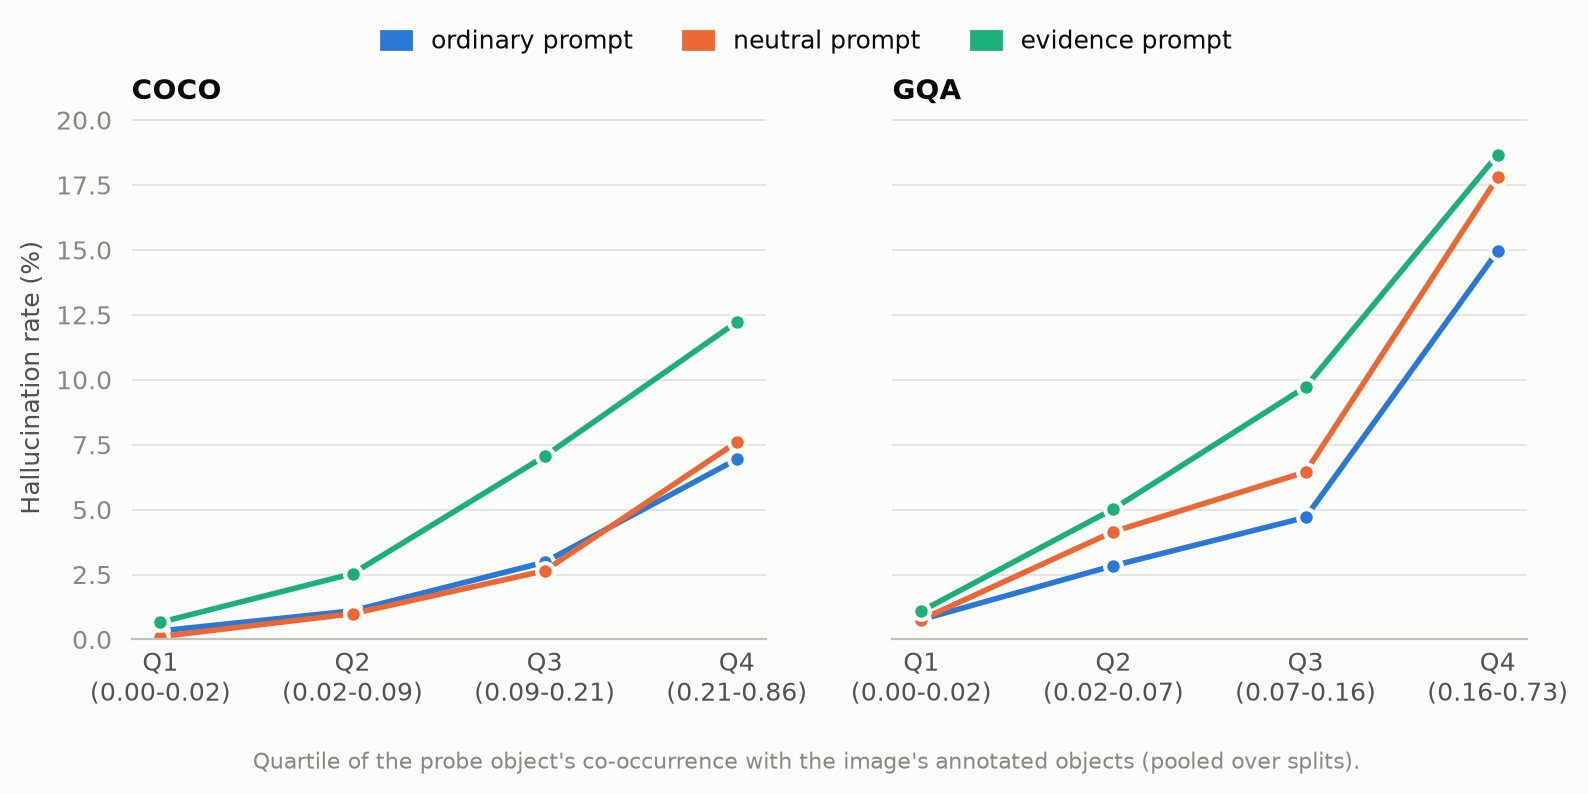 ordinary prompt neutral prompt evidence prompt
COCO
GQA
Hallucination rate (%)
20.0
17.5
15.0
12.5
10.0
7.5
5.0
2.5
0.0
Q1 Q2 Q3 Q4
(0.00-0.02) (0.02-0.09) (0.09-0.21) (0.21-0.86)
Q1 Q2 Q3 Q4
(0.00-0.02) (0.02-0.07) (0.07-0.16) (0.16-0.73)
Quartile of the probe object's co-occurrence with the image's annotated objects (pooled over splits).